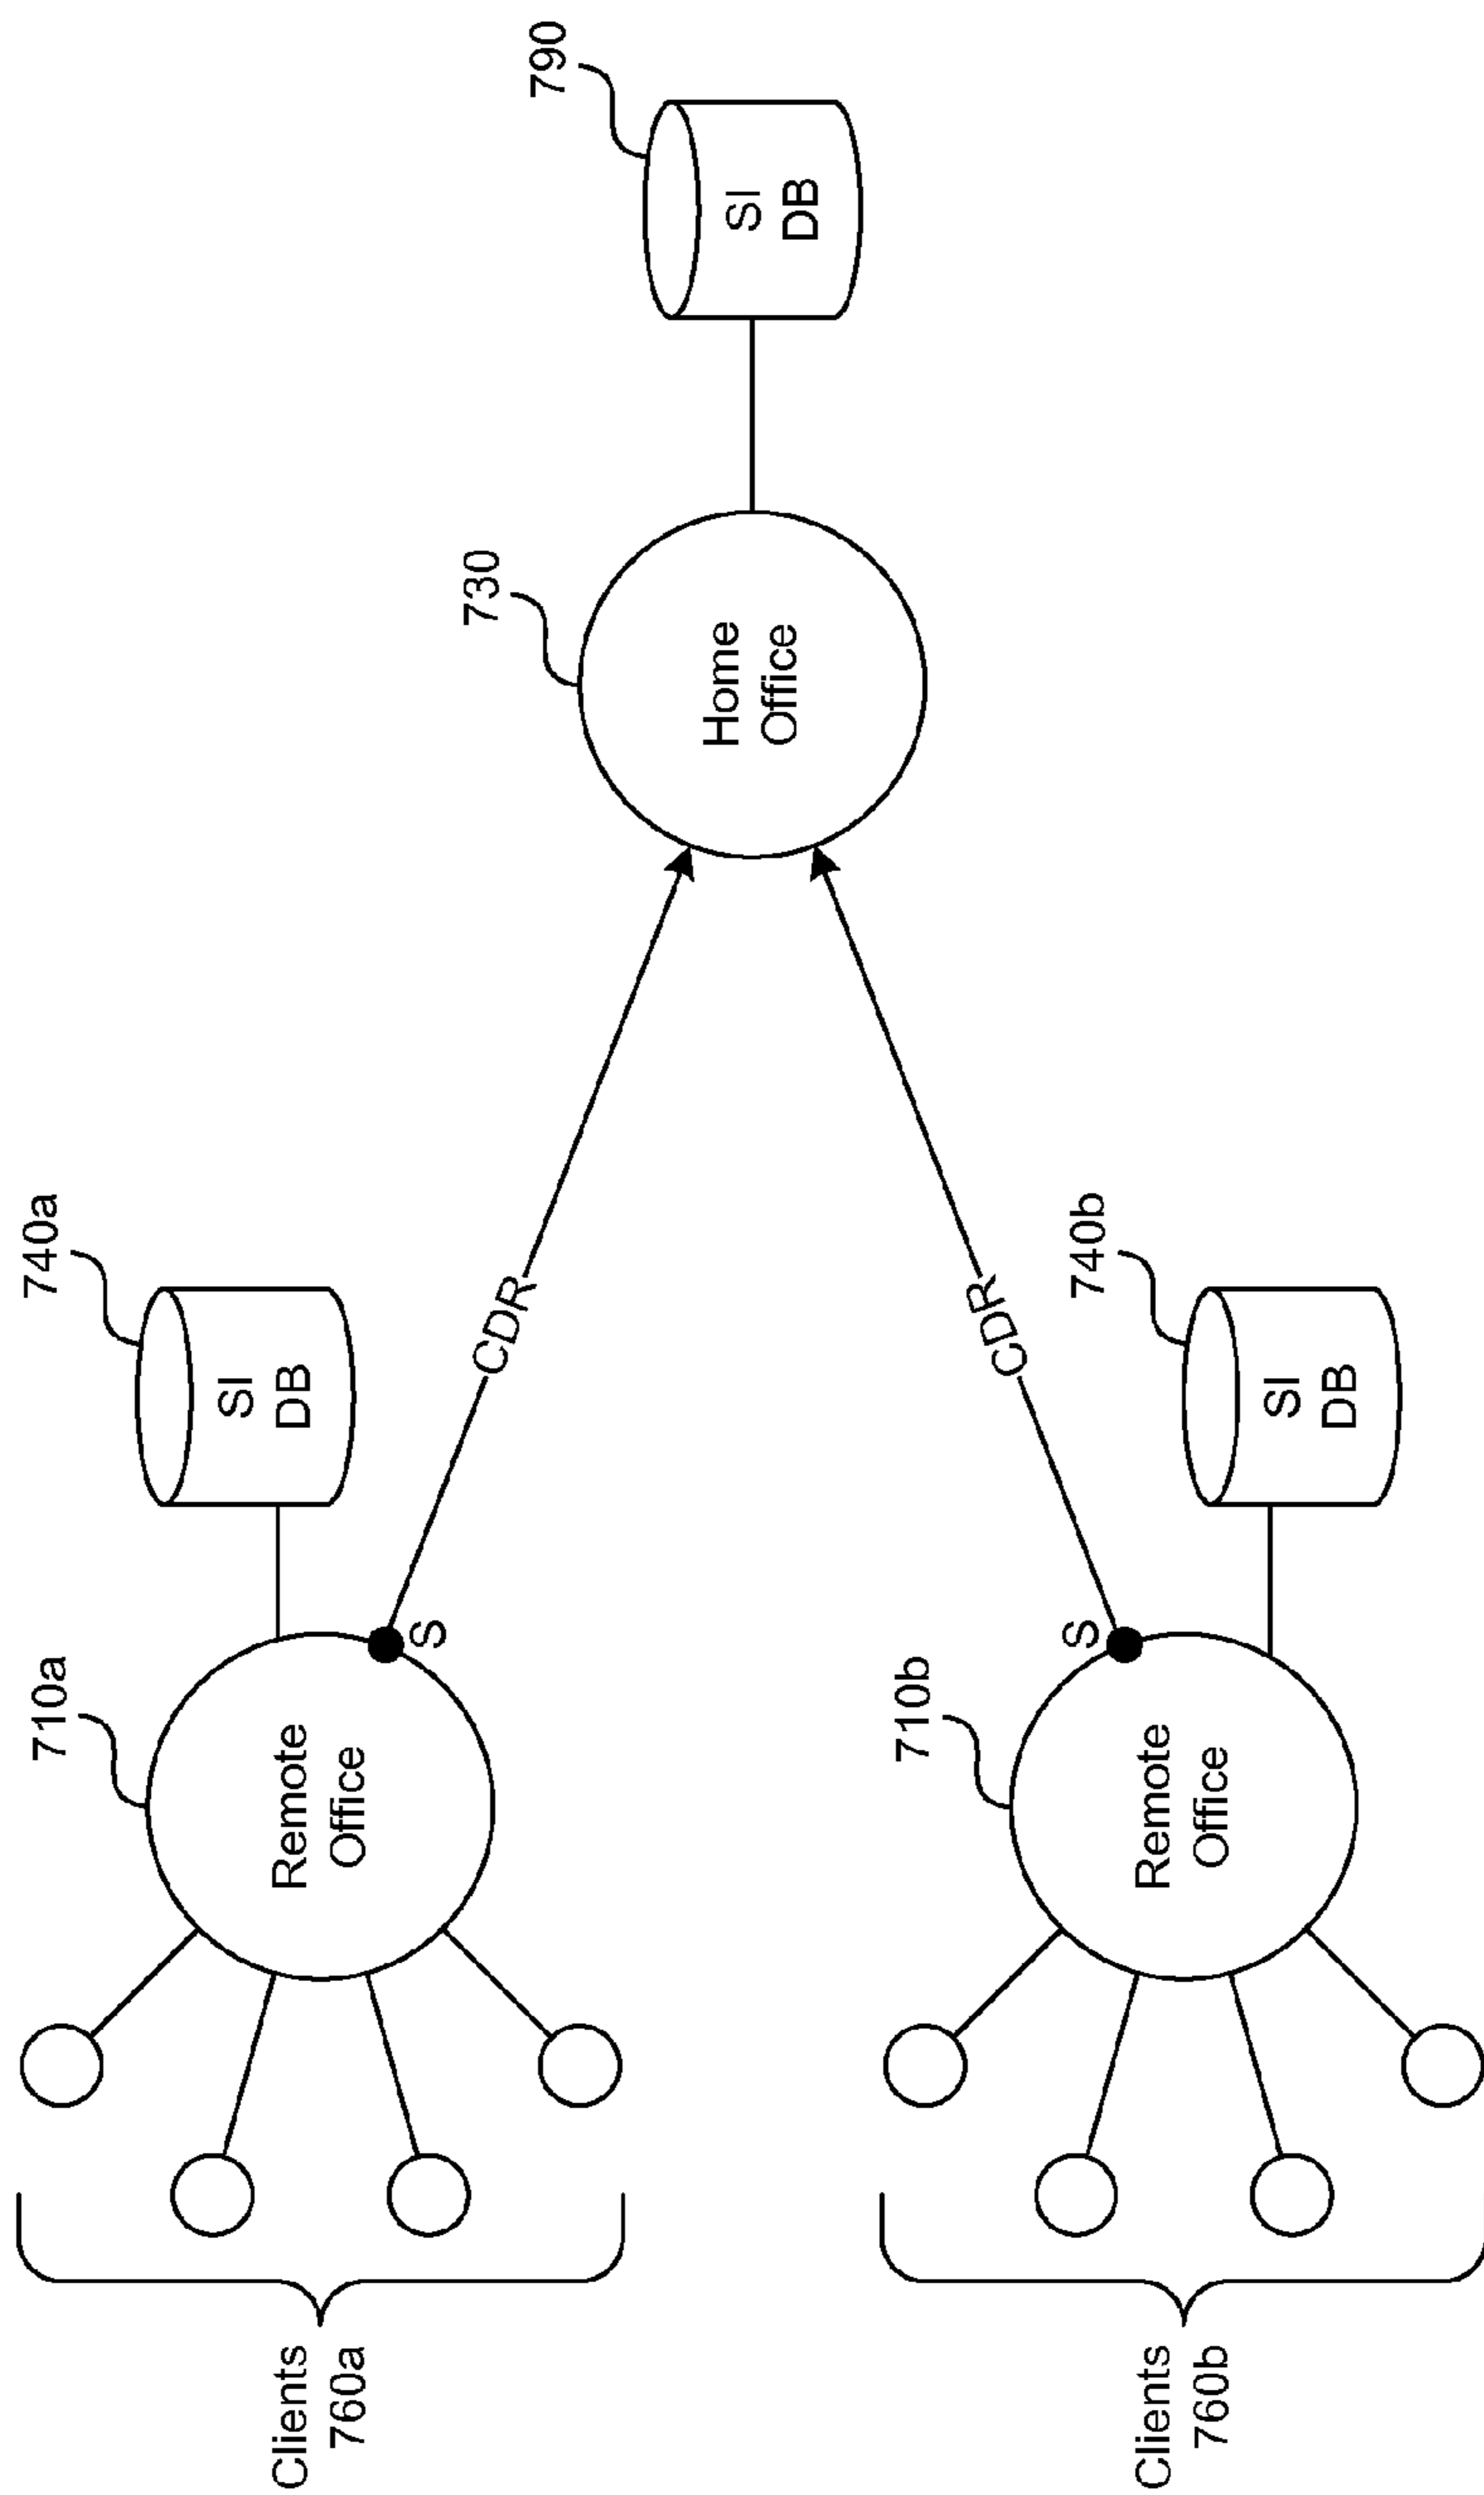 Clients
760a
Remote
Office
710a
S
SI
DB
740a
CDR
Home
Office
730
SI
DB
790
Clients
760b
Remote
Office
710b
S
SI
DB
740b
CDR